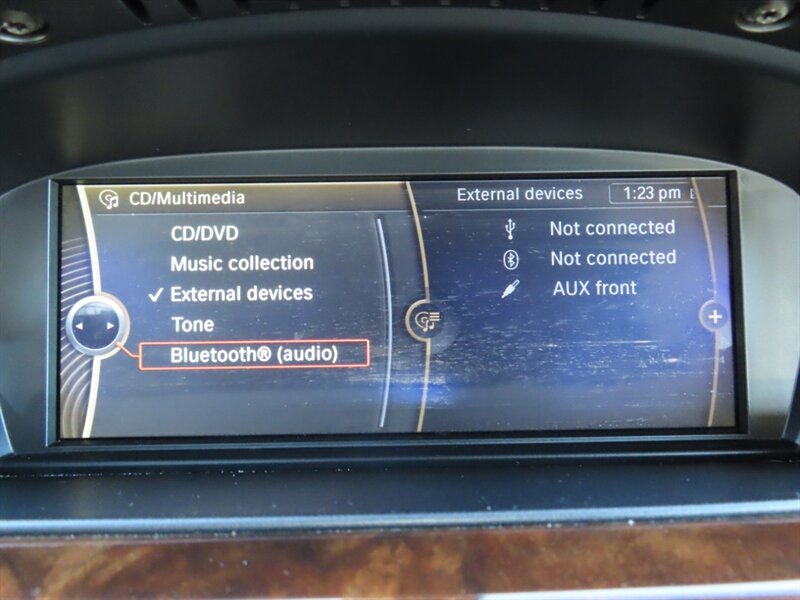 CD/Multimedia
External devices 1:23 pm
CD/DVD
Music collection
✓ External devices
Tone
Bluetooth® (audio)
Not connected
Not connected
AUX front
+